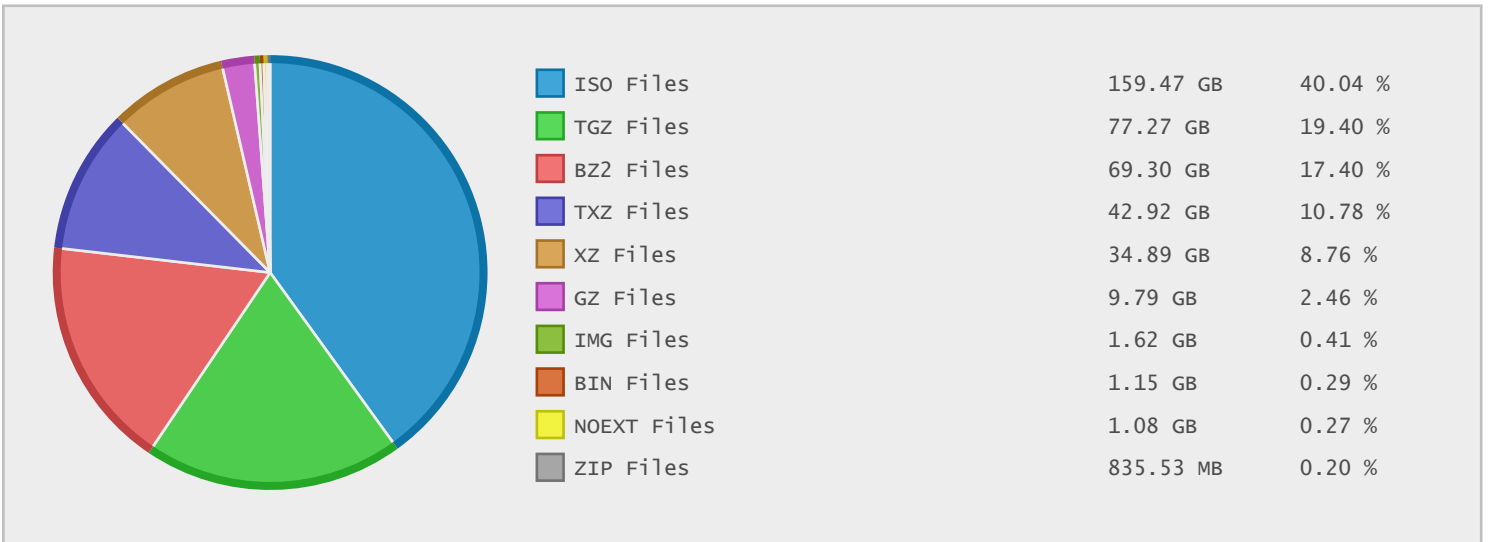 ISO Files 159.47 GB 40.04 %
TGZ Files 77.27 GB 19.40 %
BZ2 Files 69.30 GB 17.40 %
TXZ Files 42.92 GB 10.78 %
XZ Files 34.89 GB 8.76 %
GZ Files 9.79 GB 2.46 %
IMG Files 1.62 GB 0.41 %
BIN Files 1.15 GB 0.29 %
NOEXT Files 1.08 GB 0.27 %
ZIP Files 835.53 MB 0.20 %